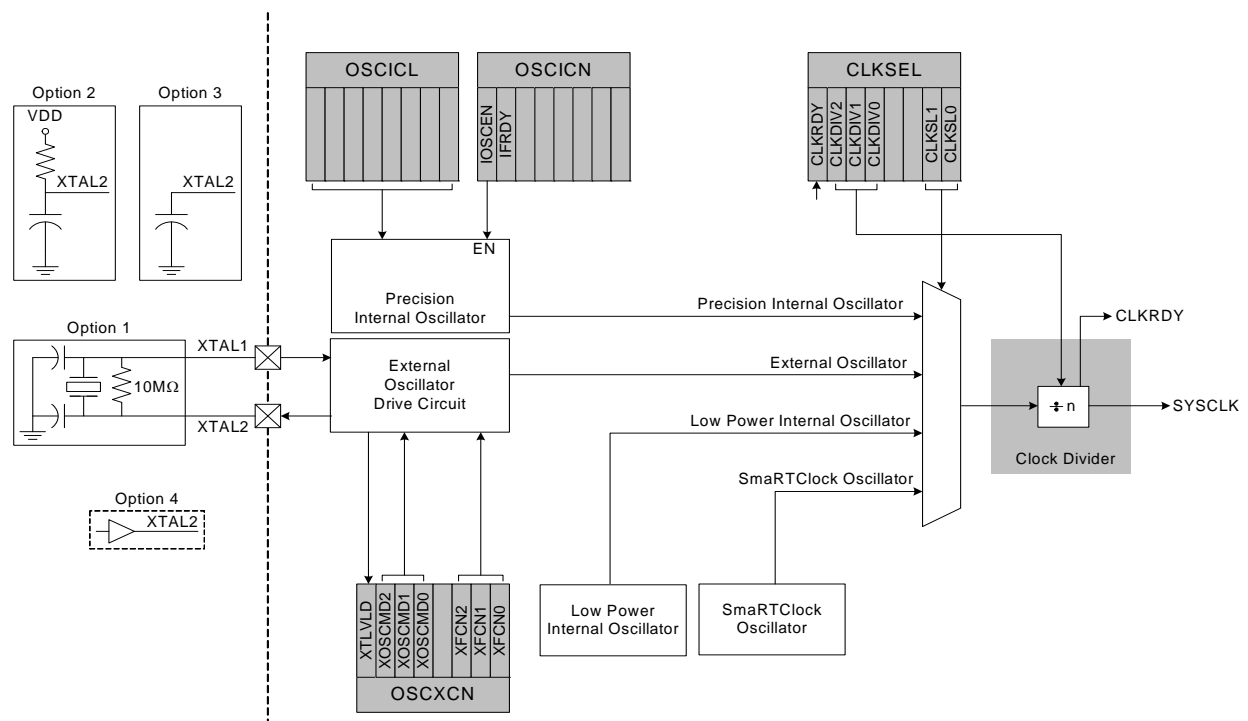 OSCICL
OSCICN
CLKSEL
IOSCEN
IFRDY
CLKRDY
CLKDIV2
CLKDIV1
CLKDIV0
CLKSL1
CLKSL0
Option 2
VDD
XTAL2
Option 3
XTAL2
EN
Precision
Internal Oscillator
Precision Internal Oscillator
CLKRDY
Option 1
10MΩ
XTAL1
XTAL2
External
Oscillator
Drive Circuit
External Oscillator
Low Power Internal Oscillator
SmaRTClock Oscillator
÷ n
SYSCLK
Clock Divider
Option 4
XTAL2
XTLVLD
XOSCMD2
XOSCMD1
XOSCMD0
XFCN2
XFCN1
XFCN0
OSCXCN
Low Power
Internal Oscillator
SmaRTClock
Oscillator